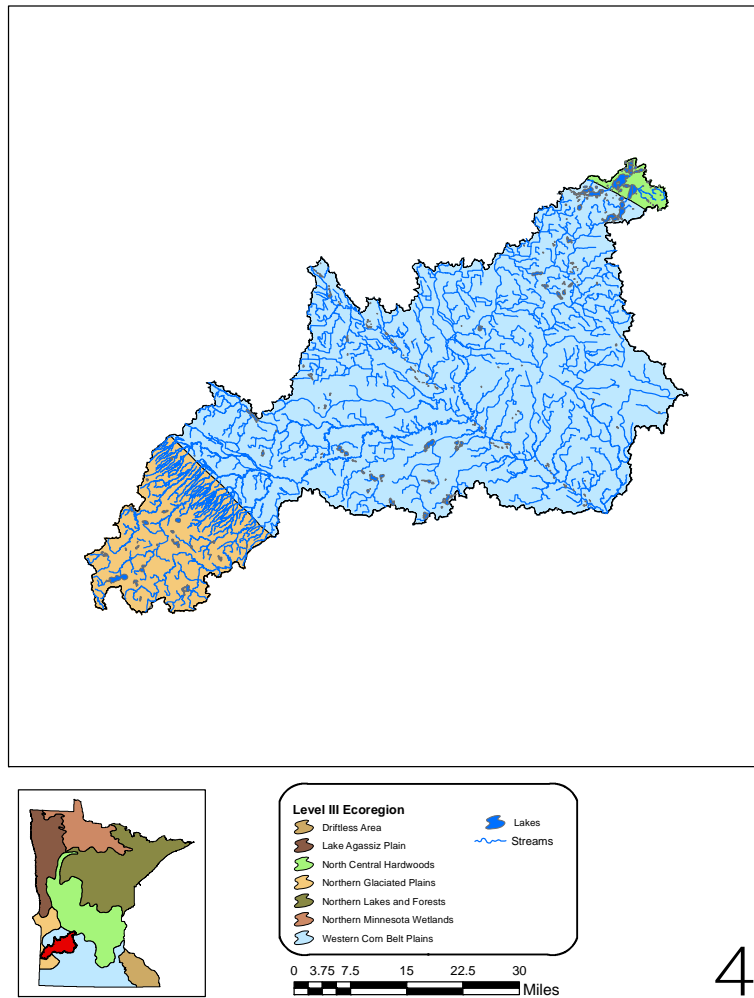 Level III Ecoregion
Driftless Area
Lake Agassiz Plain
North Central Hardwoods
Northern Glaciated Plains
Northern Lakes and Forests
Northern Minnesota Wetlands
Western Corn Belt Plains
Lakes
Streams
0 3.75 7.5 15 22.5 30
Miles
4